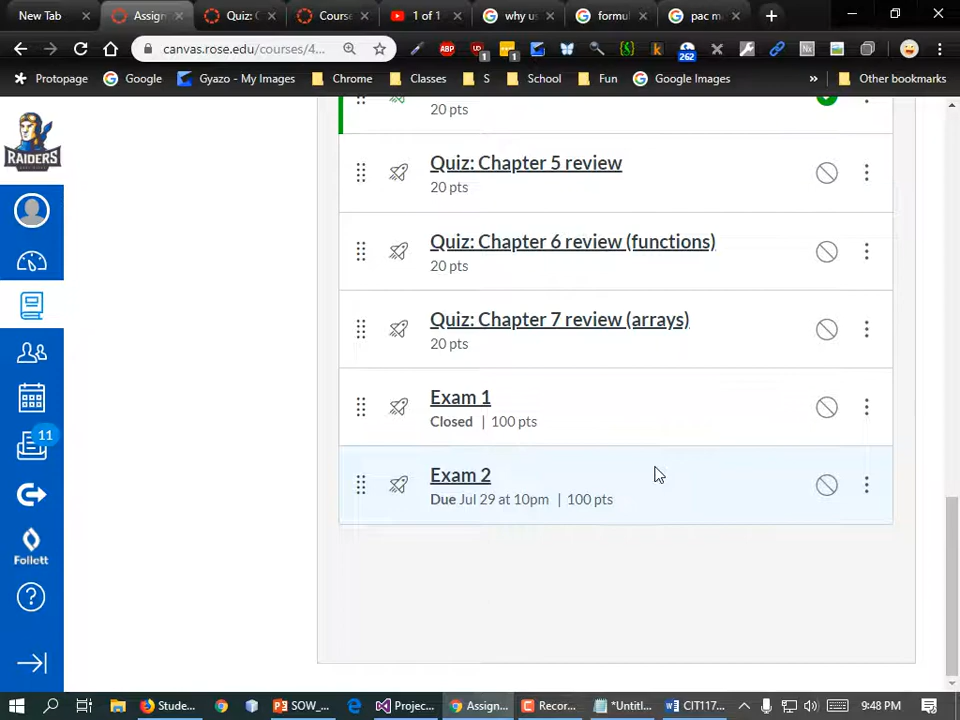 New Tab
Assign
Quiz: C
Course
1 of 1
why us
formul
pac m
canvas.rose.edu/courses/4...
ABP
1
1
262
Protopage
Google
Gyazo - My Images
Chrome
Classes
S
School
Fun
Google Images
»
Other bookmarks
RAIDERS
20 pts
Quiz: Chapter 5 review
20 pts
Quiz: Chapter 6 review (functions)
20 pts
Quiz: Chapter 7 review (arrays)
20 pts
Exam 1
Closed | 100 pts
Exam 2
Due Jul 29 at 10pm | 100 pts
11
Follett
Stude...
SOW_...
Projec...
Assign...
Recor...
*Untitl...
CIT117...
9:48 PM